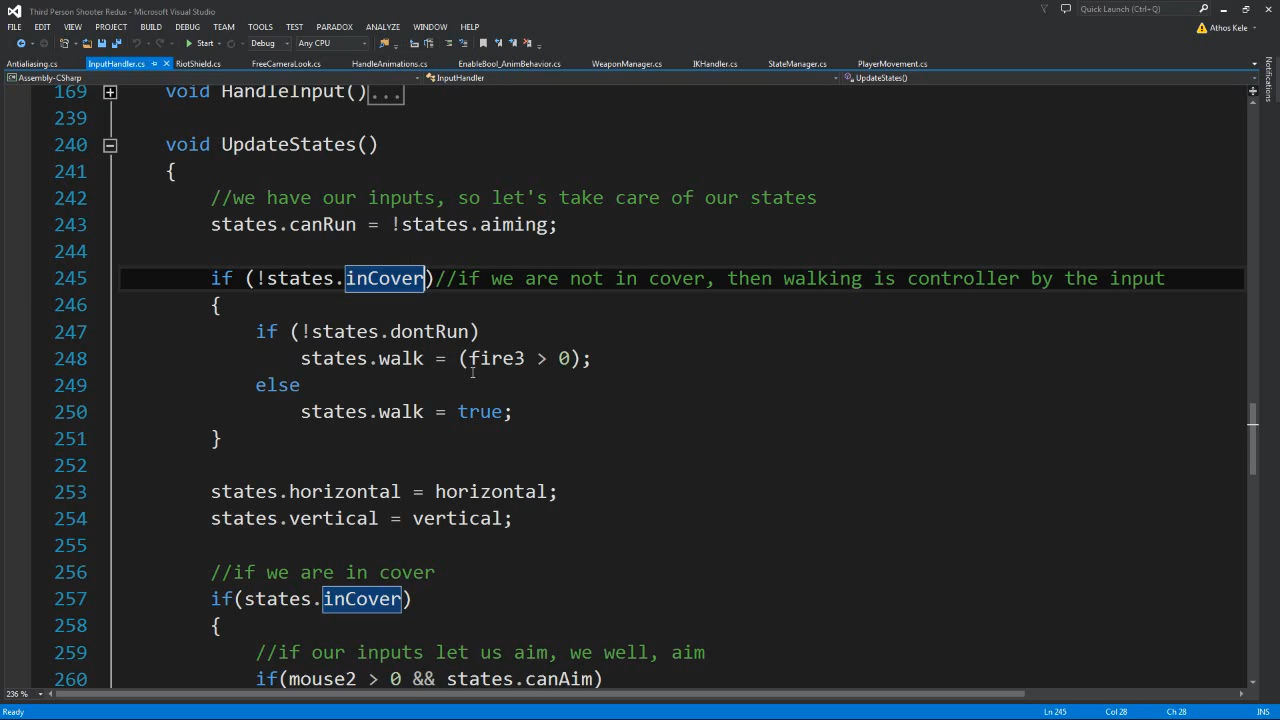 Third Person Shooter Redux - Microsoft Visual Studio
Quick Launch (Ctrl+Q)
FILE EDIT VIEW PROJECT BUILD DEBUG TEAM TOOLS TEST PARADOX ANALYZE WINDOW HELP
Athos Kele
Start Debug Any CPU
Antialiasing.cs InputHandler.cs RiotShield.cs FreeCameraLook.cs HandleAnimations.cs EnableBool_AnimBehavior.cs WeaponManager.cs IKHandler.cs StateManager.cs PlayerMovement.cs
Notifications
Assembly-CSharp InputHandler UpdateStates()
169 void HandleInput()...
239
240 void UpdateStates()
241 {
242 //we have our inputs, so let's take care of our states
243 states.canRun = !states.aiming;
244
245 if (!states.inCover)//if we are not in cover, then walking is controller by the input
246 {
247 if (!states.dontRun)
248 states.walk = (fire3 > 0);
249 else
250 states.walk = true;
251 }
252
253 states.horizontal = horizontal;
254 states.vertical = vertical;
255
256 //if we are in cover
257 if(states.inCover)
258 {
259 //if our inputs let us aim, we well, aim
260 if(mouse2 > 0 && states.canAim)
236 %
Ready Ln 245 Col 28 Ch 28 INS